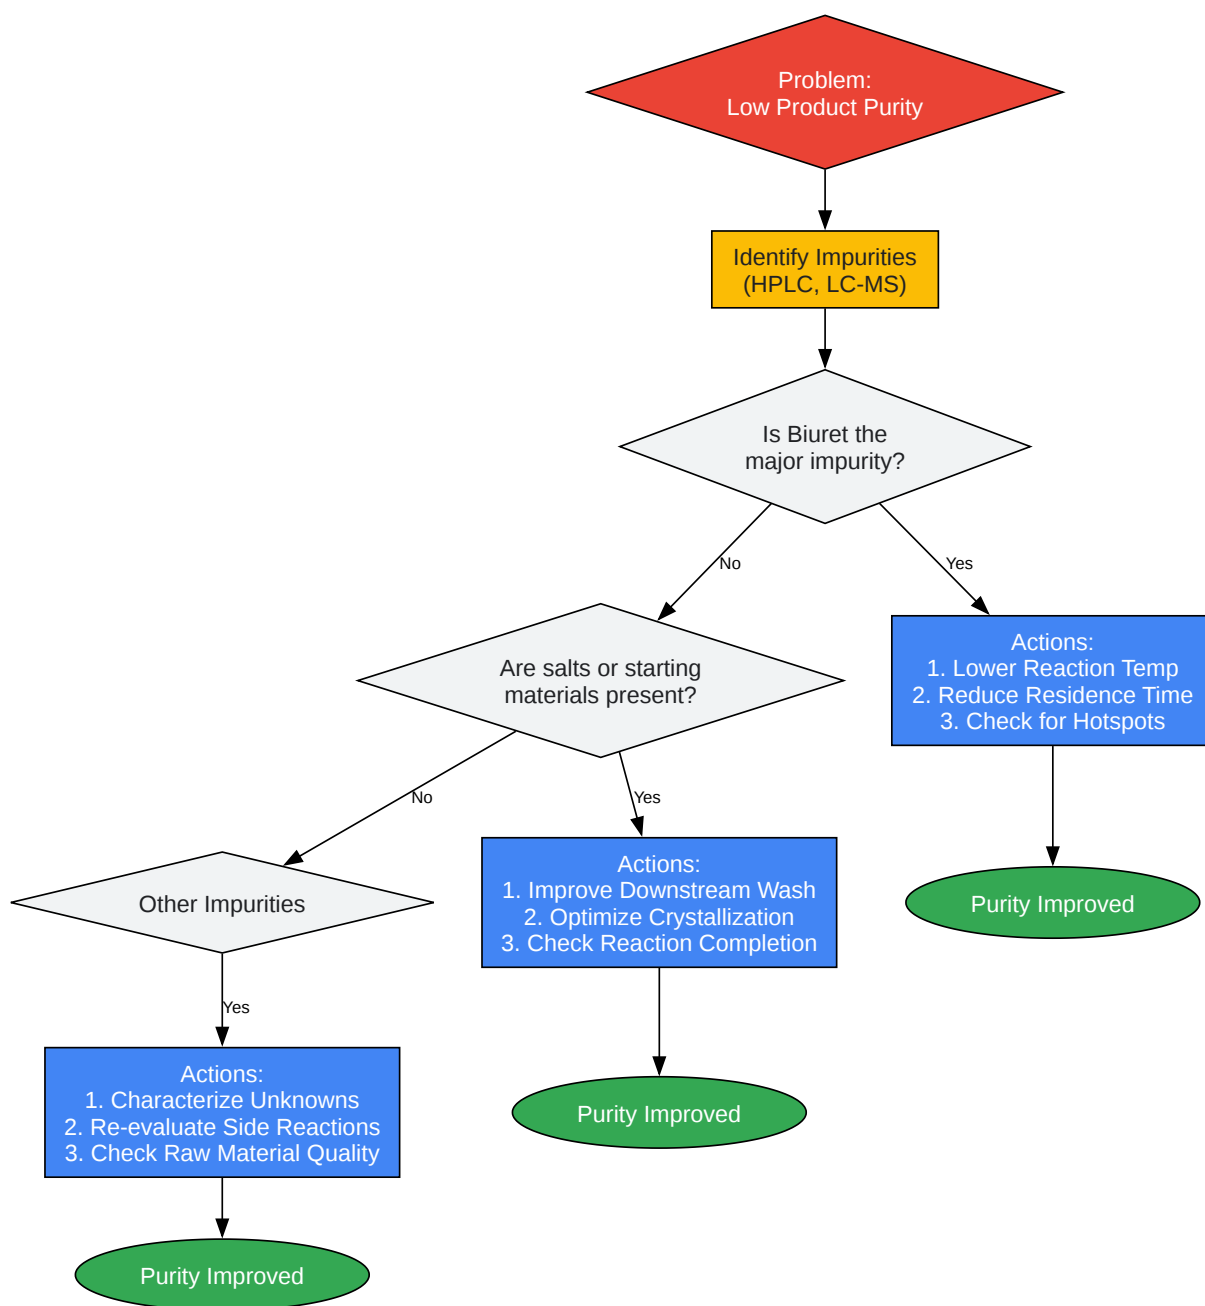 Problem:
Low Product Purity
Identify Impurities
(HPLC, LC-MS)
Is Biuret the
major impurity?
No
Yes
Are salts or starting
materials present?
Actions:
1. Lower Reaction Temp
2. Reduce Residence Time
3. Check for Hotspots
No
Yes
Other Impurities
Actions:
1. Improve Downstream Wash
2. Optimize Crystallization
3. Check Reaction Completion
Purity Improved
Yes
Actions:
1. Characterize Unknowns
2. Re-evaluate Side Reactions
3. Check Raw Material Quality
Purity Improved
Purity Improved